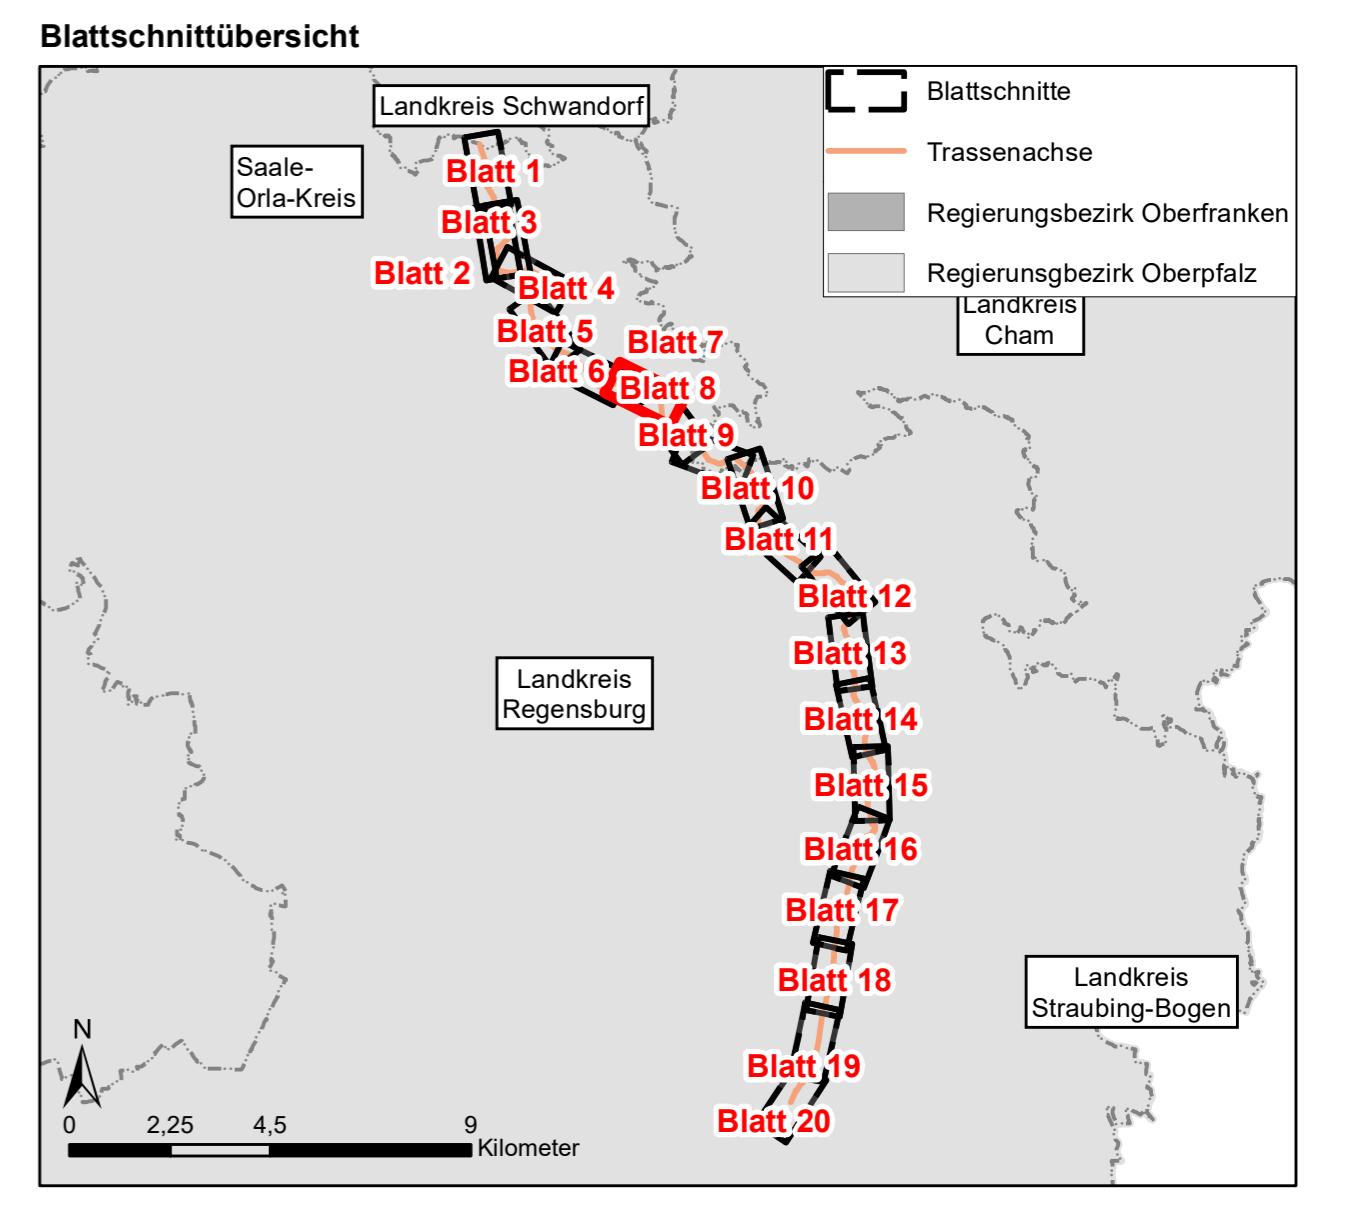 Blattschnittübersicht
Landkreis Schwandorf
Saale-
Orla-Kreis
Blattschnitte
Trassenachse
Regierungsbezirk Oberfranken
Regierunsgbezirk Oberpfalz
Landkreis
Cham
Blatt 1
Blatt 3
Blatt 2
Blatt 4
Blatt 5
Blatt 7
Blatt 6
Blatt 8
Blatt 9
Blatt 10
Blatt 11
Blatt 12
Blatt 13
Landkreis
Regensburg
Blatt 14
Blatt 15
Blatt 16
Blatt 17
Blatt 18
Landkreis
Straubing-Bogen
Blatt 19
Blatt 20
N
0 2,25 4,5 9
Kilometer